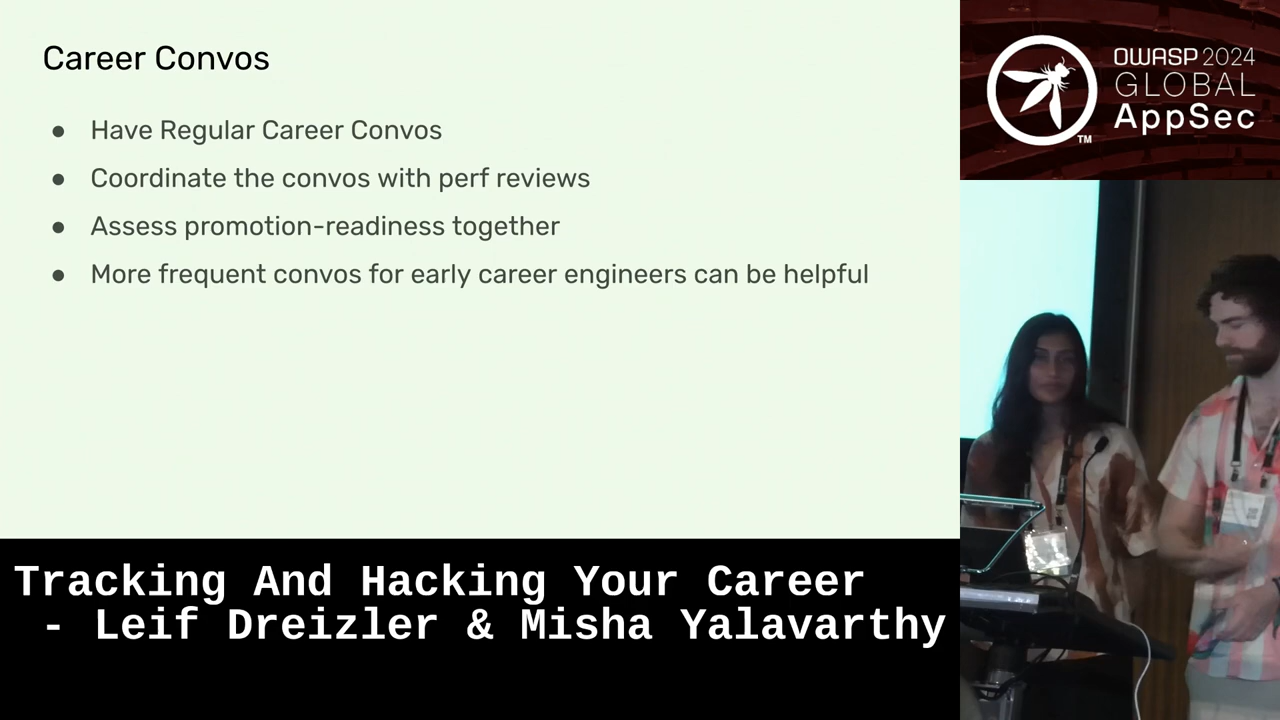 Career Convos
● Have Regular Career Convos
● Coordinate the convos with perf reviews
● Assess promotion-readiness together
● More frequent convos for early career engineers can be helpful
OWASP 2024
GLOBAL
AppSec
TM
Tracking And Hacking Your Career
- Leif Dreizler & Misha Yalavarthy